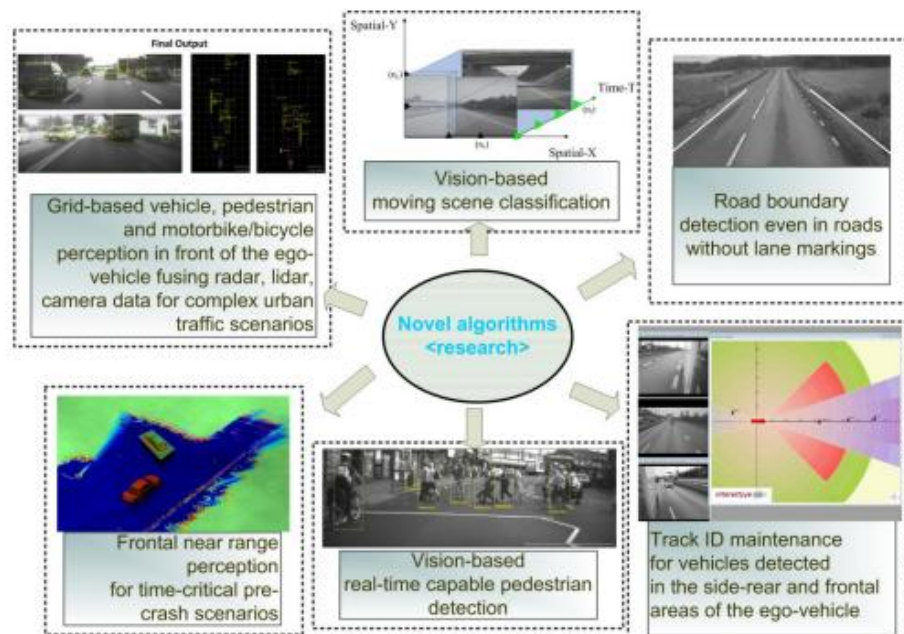 Final Output
Grid-based vehicle, pedestrian
and motorbike/bicycle
perception in front of the ego-
vehicle fusing radar, lidar,
camera data for complex urban
traffic scenarios
Spatial-Y
Time-T
Spatial-X
Vision-based
moving scene classification
Road boundary
detection even in roads
without lane markings
Novel algorithms
<research>
Frontal near range
perception
for time-critical pre-
crash scenarios
Vision-based
real-time capable pedestrian
detection
Track ID maintenance
for vehicles detected
in the side-rear and frontal
areas of the ego-vehicle